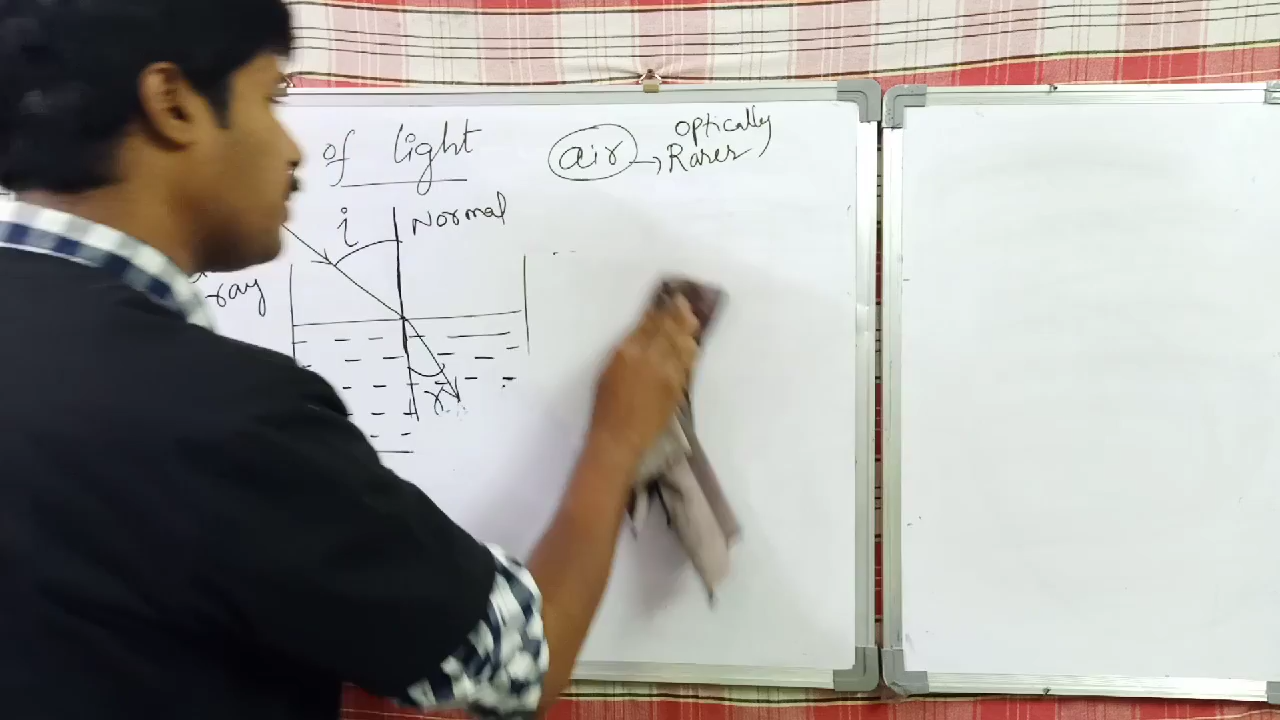 of light
air → optically
Rarer
i
Normal
ray
r